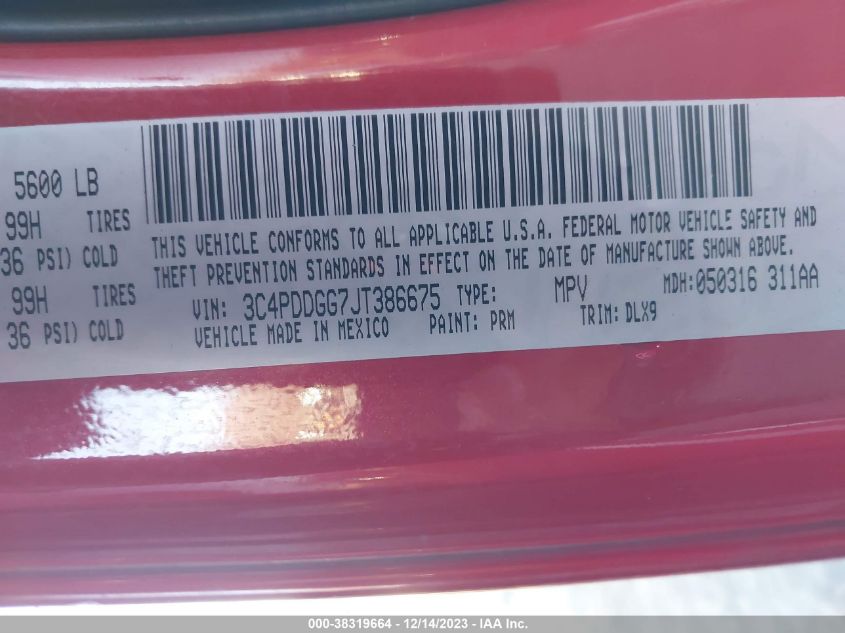 5600 LB
99H TIRES
36 PSI) COLD
99H
36 PSI) COLD
THIS VEHICLE CONFORMS TO ALL APPLICABLE U.S.A. FEDERAL MOTOR VEHICLE SAFETY AND
THEFT PREVENTION STANDARDS IN EFFECT ON THE DATE OF MANUFACTURE SHOWN ABOVE.
VIN: 3C4PDDGG7JT386675 TYPE: MPV MDH:050316 311AA
VEHICLE MADE IN MEXICO PAINT: PRM TRIM: DLX9
000-38319664 - 12/14/2023 - IAA Inc.